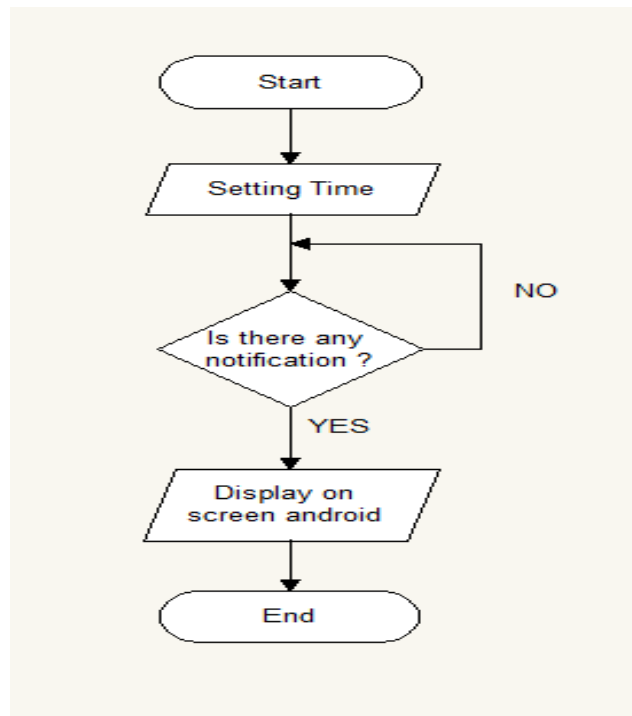 Start
Setting Time
NO
Is there any
notification ?
YES
Display on
screen android
End